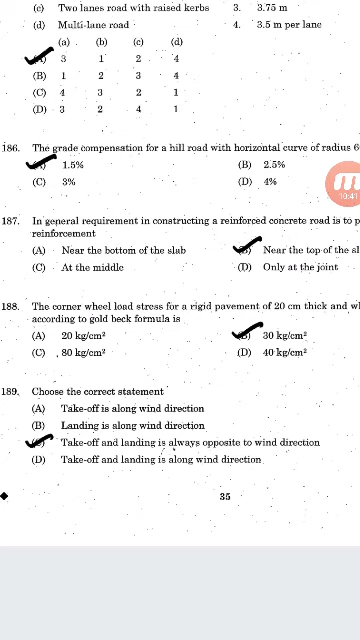 (c) Two lanes road with raised kerbs 3. 3.75 m
(d) Multi-lane road 4. 3.5 m per lane
(a) (b) (c) (d)
3 1 2 4
(B) 1 2 3 4
(C) 4 3 2 1
(D) 3 2 4 1
186. The grade compensation for a hill road with horizontal curve of radius 6
1.5% (B) 2.5%
(C) 3% (D) 4%
10:41
187. In general requirement in constructing a reinforced concrete road is to p
reinforcement
(A) Near the bottom of the slab Near the top of the sl
(C) At the middle (D) Only at the joint
188. The corner wheel load stress for a rigid pavement of 20 cm thick and wh
according to gold beck formula is
(A) 20 kg/cm² 30 kg/cm²
(C) 80 kg/cm² (D) 40 kg/cm²
189. Choose the correct statement
(A) Take-off is along wind direction
(B) Landing is along wind direction
Take-off and landing is always opposite to wind direction
(D) Take-off and landing is along wind direction
35